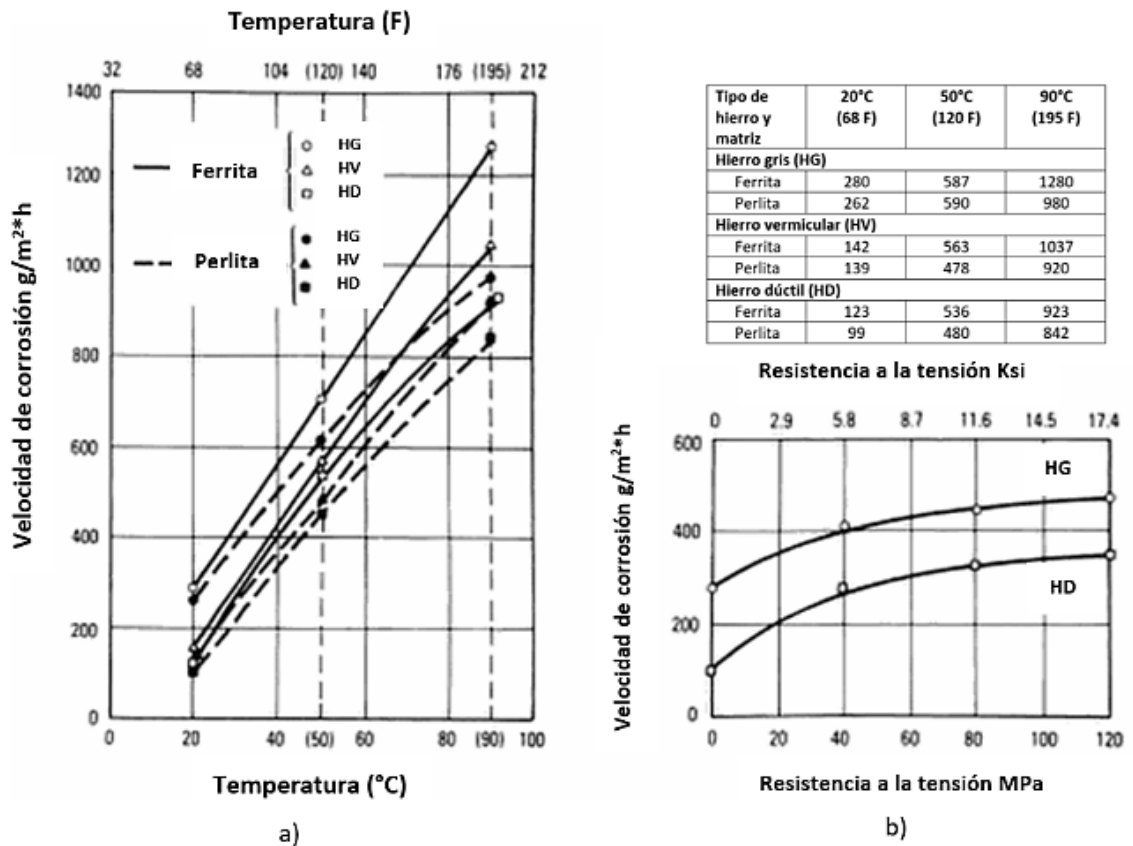 Temperatura (F)
32 68 104 (120) 140 176 (195) 212
1400
1200
1000
800
600
400
200
0
Velocidad de corrosión g/m²*h
Ferrita
HG
HV
HD
Perlita
HG
HV
HD
0 20 40 (50) 60 80 (90) 100
Temperatura (°C)
a)
Tipo de hierro y matriz 20°C (68 F) 50°C (120 F) 90°C (195 F)
Hierro gris (HG)
Ferrita 280 587 1280
Perlita 262 590 980
Hierro vermicular (HV)
Ferrita 142 563 1037
Perlita 139 478 920
Hierro dúctil (HD)
Ferrita 123 536 923
Perlita 99 480 842
Resistencia a la tensión Ksi
0 2.9 5.8 8.7 11.6 14.5 17.4
600
400
200
0
Velocidad de corrosión g/m²*h
HG
HD
0 20 40 60 80 100 120
Resistencia a la tensión MPa
b)